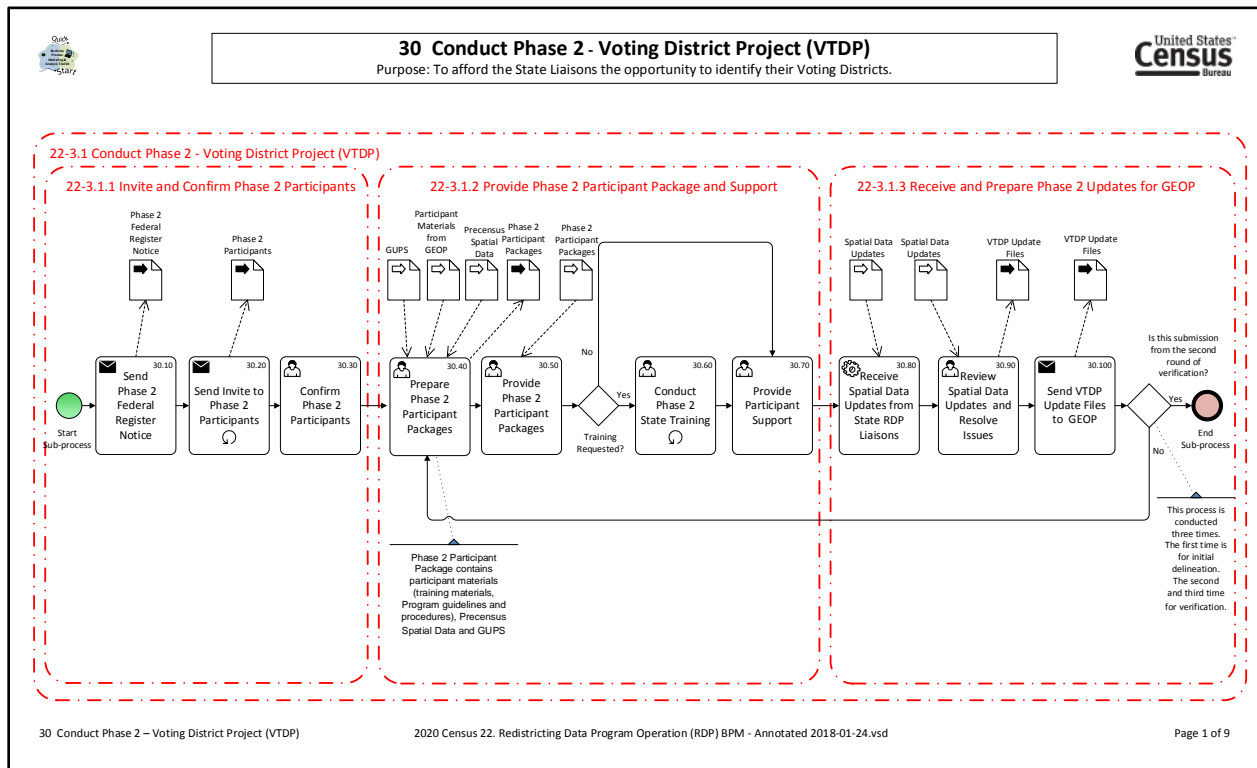 Quick
Start
30 Conduct Phase 2 - Voting District Project (VTDP)
Purpose: To afford the State Liaisons the opportunity to identify their Voting Districts.
United States
Census
Bureau
22-3.1 Conduct Phase 2 - Voting District Project (VTDP)
22-3.1.1 Invite and Confirm Phase 2 Participants
Phase 2
Federal
Register
Notice
Phase 2
Participants
Start
Sub-process
30.10
Send
Phase 2
Federal
Register
Notice
30.20
Send Invite to
Phase 2
Participants
30.30
Confirm
Phase 2
Participants
22-3.1.2 Provide Phase 2 Participant Package and Support
GUPS
Participant
Materials
from
GEOP
Precensus
Spatial
Data
Phase 2
Participant
Packages
Phase 2
Participant
Packages
30.40
Prepare
Phase 2
Participant
Packages
30.50
Provide
Phase 2
Participant
Packages
No
Yes
Training
Requested?
30.60
Conduct
Phase 2
State Training
30.70
Provide
Participant
Support
Phase 2 Participant
Package contains
participant materials
(training materials,
Program guidelines and
procedures), Precensus
Spatial Data and GUPS
22-3.1.3 Receive and Prepare Phase 2 Updates for GEOP
Spatial Data
Updates
Spatial Data
Updates
VTDP Update
Files
VTDP Update
Files
30.80
Receive
Spatial Data
Updates from
State RDP
Liaisons
30.90
Review
Spatial Data
Updates and
Resolve
Issues
30.100
Send VTDP
Update Files
to GEOP
Is this submission
from the second
round of
verification?
Yes
No
End
Sub-process
This process is
conducted
three times.
The first time is
for initial
delineation.
The second
and third time
for verification.
30 Conduct Phase 2 – Voting District Project (VTDP)
2020 Census 22. Redistricting Data Program Operation (RDP) BPM - Annotated 2018-01-24.vsd
Page 1 of 9